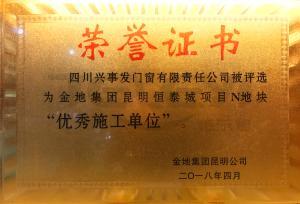 荣誉证书
四川兴事发门窗有限责任公司被评选
为金地集团昆明恒泰城项目N地块
“优秀施工单位”。
金地集团昆明公司
二〇一八年四月